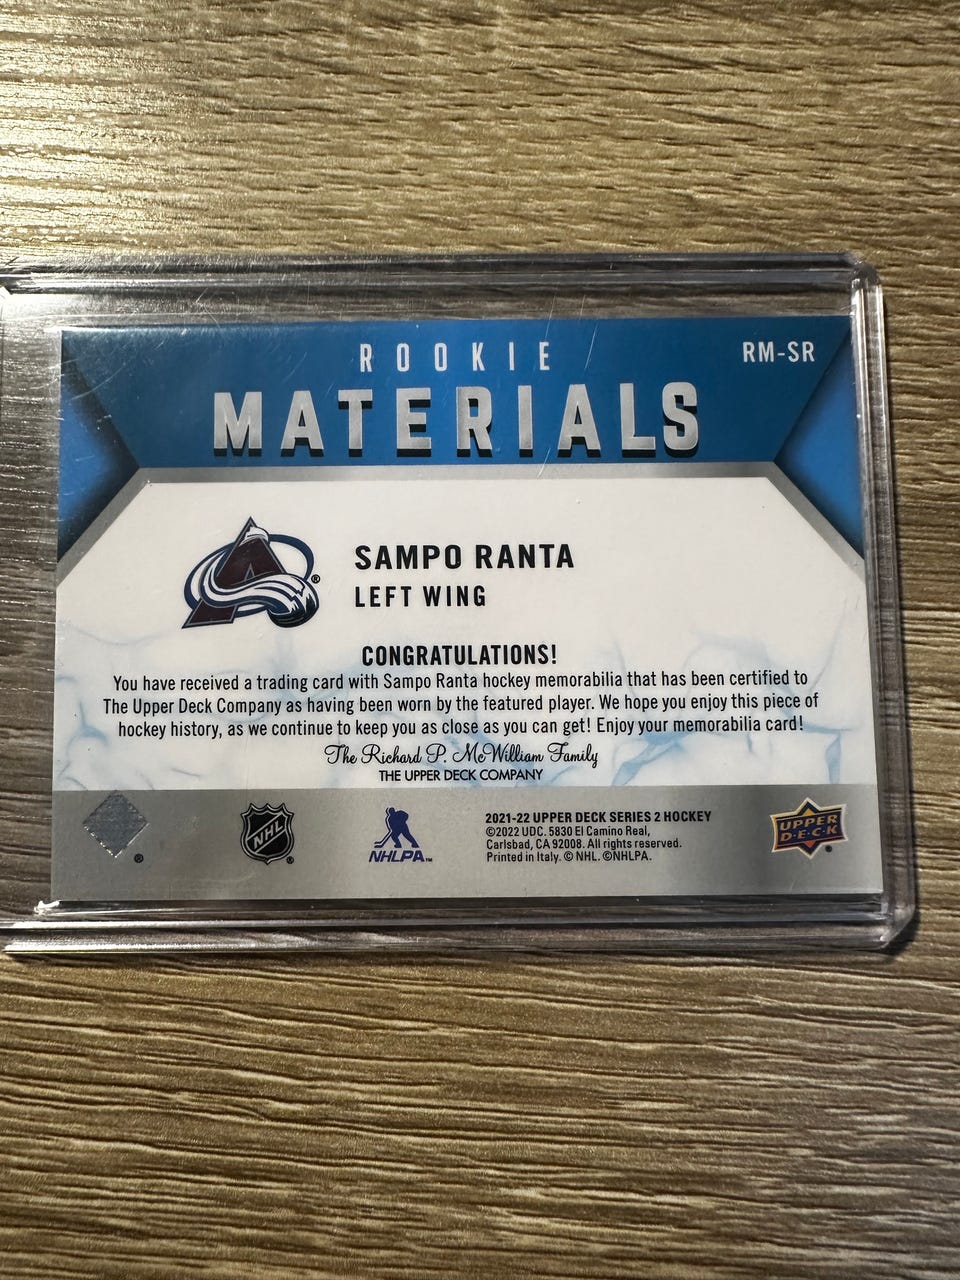 ROOKIE
RM-SR
MATERIALS
SAMPO RANTA
LEFT WING
CONGRATULATIONS!
You have received a trading card with Sampo Ranta hockey memorabilia that has been certified to
The Upper Deck Company as having been worn by the featured player. We hope you enjoy this piece of
hockey history, as we continue to keep you as close as you can get! Enjoy your memorabilia card!
The Richard P. McWilliam Family
THE UPPER DECK COMPANY
NHL
NHLPA™
2021-22 UPPER DECK SERIES 2 HOCKEY
©2022 UDC. 5830 El Camino Real,
Carlsbad, CA 92008. All rights reserved.
Printed in Italy. © NHL. ©NHLPA.
UPPER
D·E·C·K